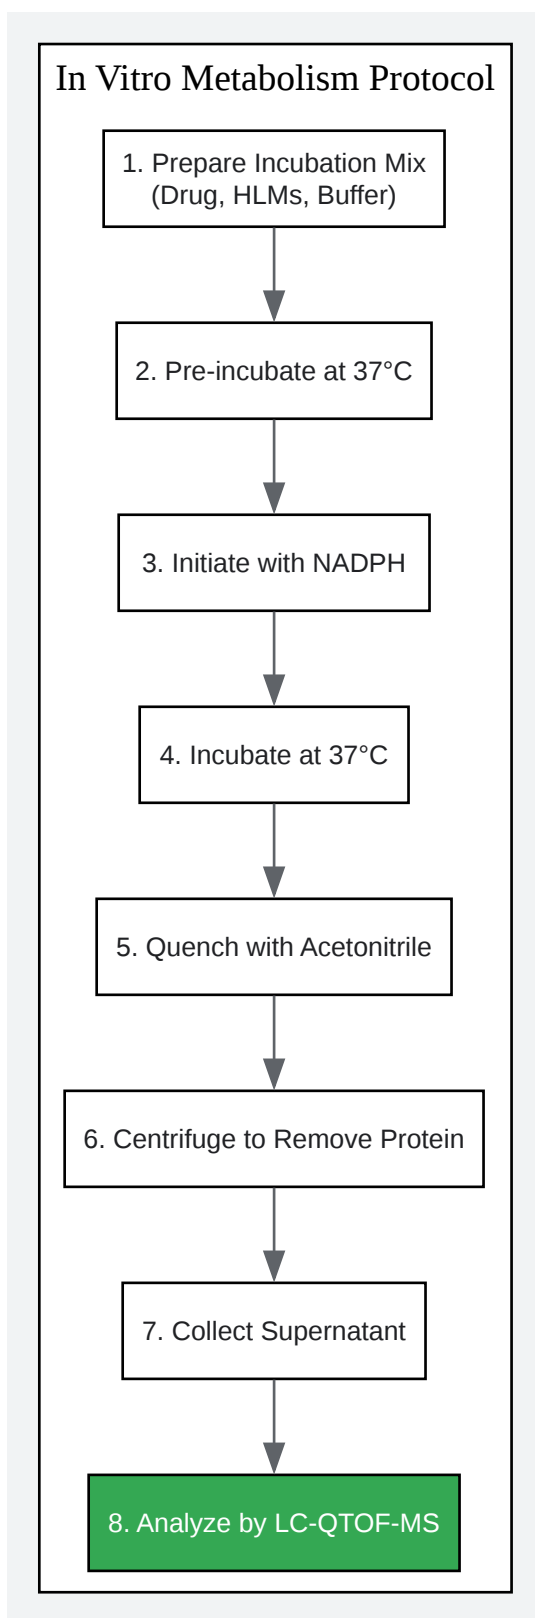 In Vitro Metabolism Protocol
1. Prepare Incubation Mix
(Drug, HLMs, Buffer)
2. Pre-incubate at 37°C
3. Initiate with NADPH
4. Incubate at 37°C
5. Quench with Acetonitrile
6. Centrifuge to Remove Protein
7. Collect Supernatant
8. Analyze by LC-QTOF-MS